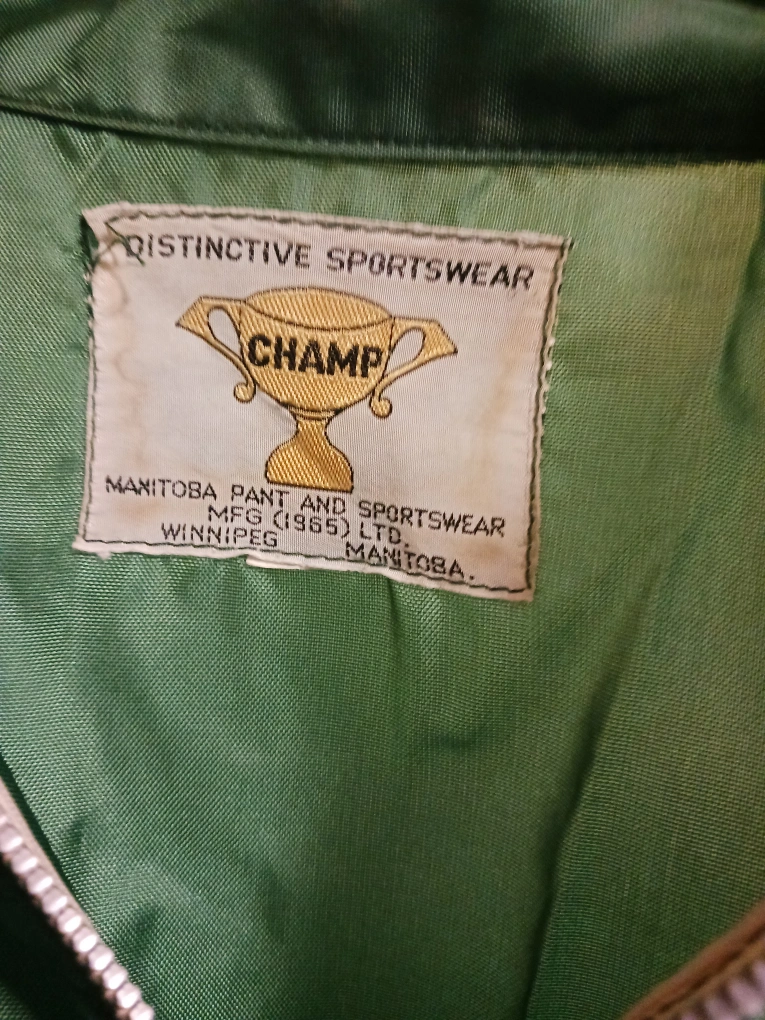 DISTINCTIVE SPORTSWEAR
CHAMP
MANITOBA PANT AND SPORTSWEAR
MFG (1965) LTD.
WINNIPEG MANITOBA.